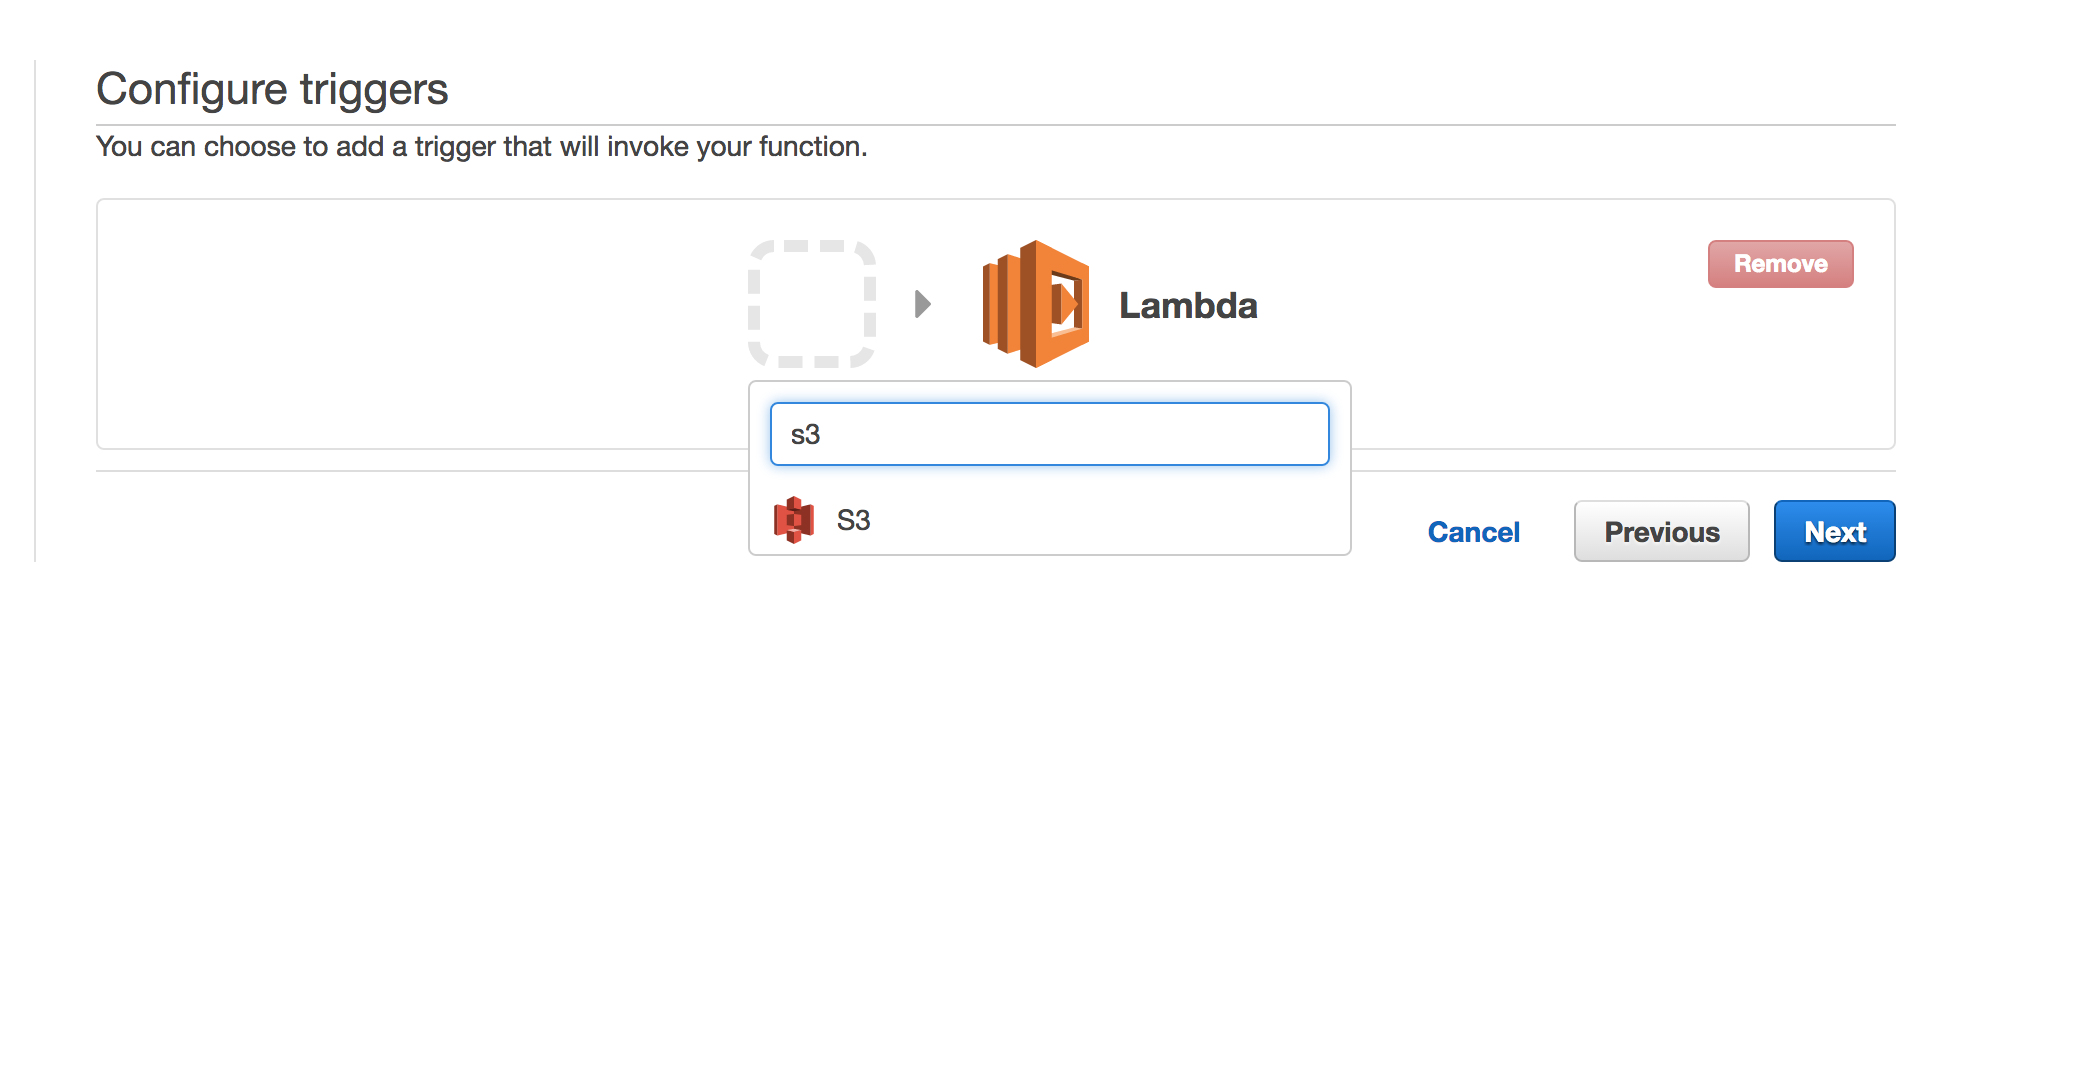 Configure triggers
You can choose to add a trigger that will invoke your function.
Remove
Lambda
s3
S3
Cancel
Previous
Next